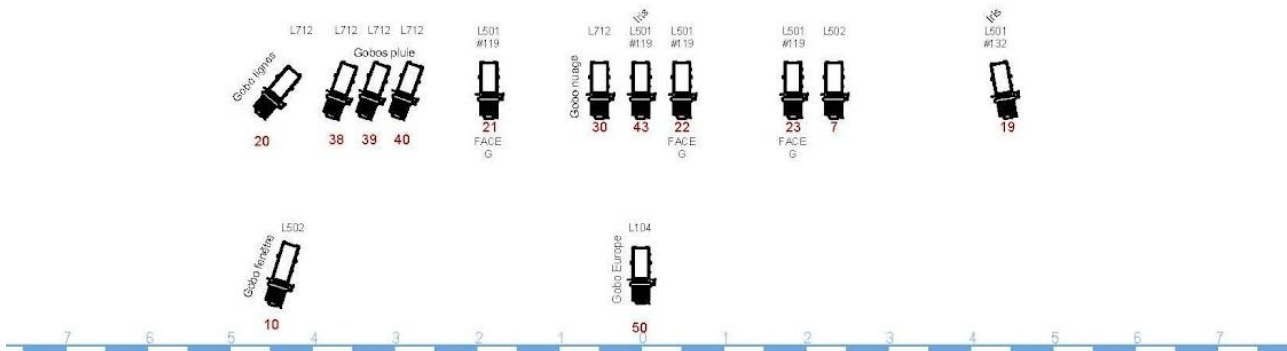 Iris
Iris
L712
L712
L712
L712
L501
#119
L712
L501
#119
L501
#119
L501
#119
L502
L501
#132
Gobo lignes
Gobos pluie
Gobo nuage
20
38
39
40
21
FACE
G
30
43
22
FACE
G
23
FACE
G
7
19
L502
L104
Gobo fenêtre
Gobo Europe
10
50
7 6 5 4 3 2 1 0 1 2 3 4 5 6 7